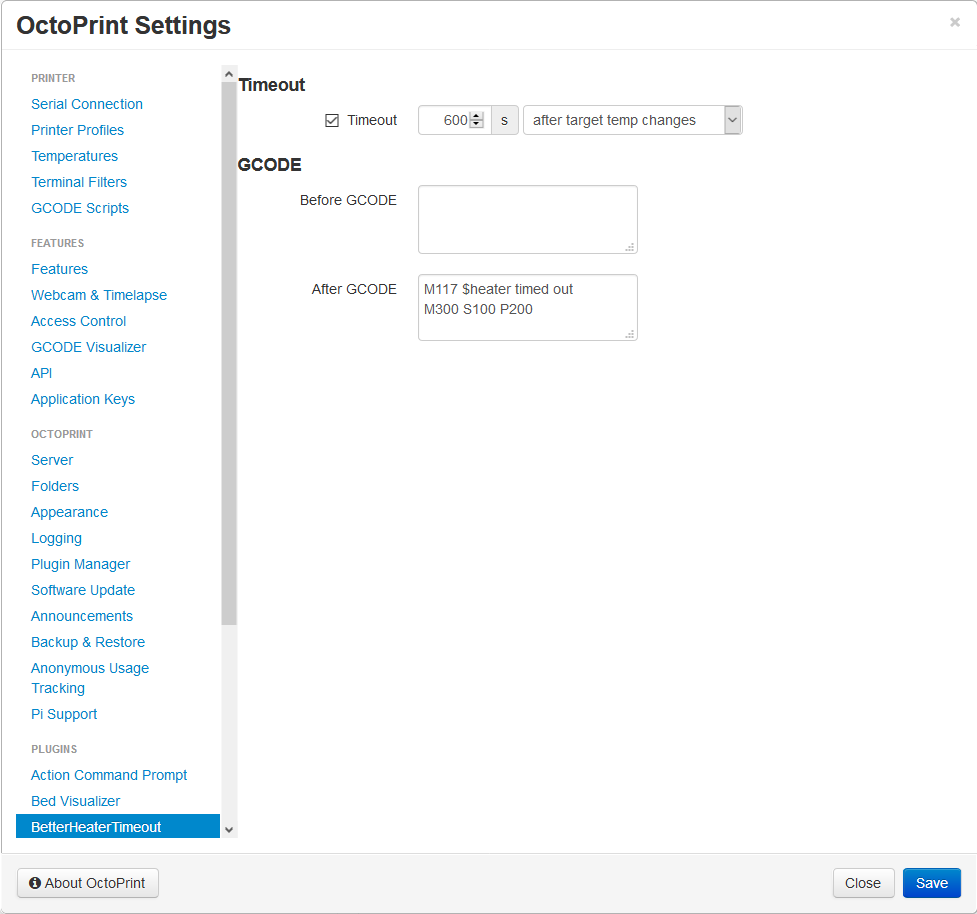 OctoPrint Settings ×
PRINTER
Serial Connection
Printer Profiles
Temperatures
Terminal Filters
GCODE Scripts
FEATURES
Features
Webcam & Timelapse
Access Control
GCODE Visualizer
API
Application Keys
OCTOPRINT
Server
Folders
Appearance
Logging
Plugin Manager
Software Update
Announcements
Backup & Restore
Anonymous Usage
Tracking
Pi Support
PLUGINS
Action Command Prompt
Bed Visualizer
BetterHeaterTimeout
Timeout
Timeout 600 s after target temp changes
GCODE
Before GCODE
After GCODE M117 $heater timed out
M300 S100 P200
About OctoPrint Close Save